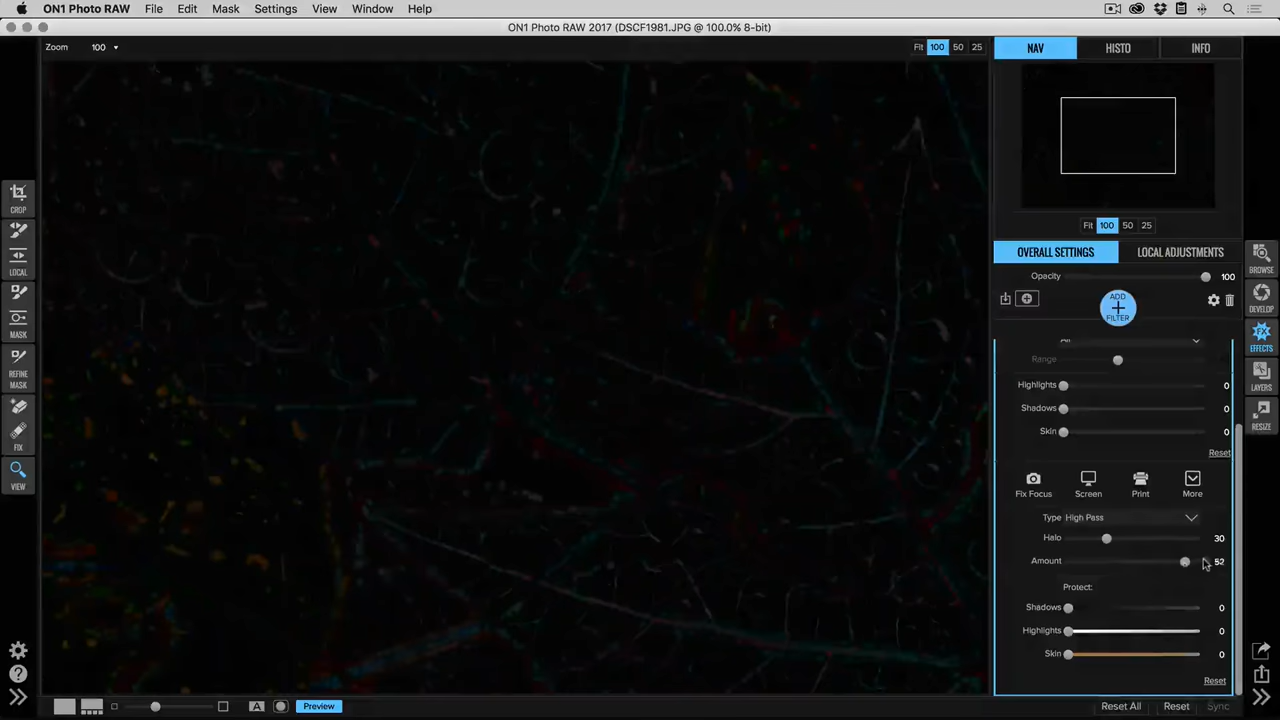 ON1 Photo RAW File Edit Mask Settings View Window Help
ON1 Photo RAW 2017 (DSCF1981.JPG @ 100.0% 8-bit)
Zoom 100 Fit 100 50 25
NAV HISTO INFO
Fit 100 50 25
OVERALL SETTINGS LOCAL ADJUSTMENTS
Opacity 100
ADD
FILTER
Range
Highlights 0
Shadows 0
Skin 0
Reset
Fix Focus Screen Print More
Type High Pass
Halo 30
Amount 52
Protect:
Shadows 0
Highlights 0
Skin 0
Reset
Reset All Reset Sync
CROP
LOCAL
MASK
REFINE
MASK
FIX
VIEW
BROWSE
DEVELOP
FX
EFFECTS
LAYERS
RESIZE
A Preview